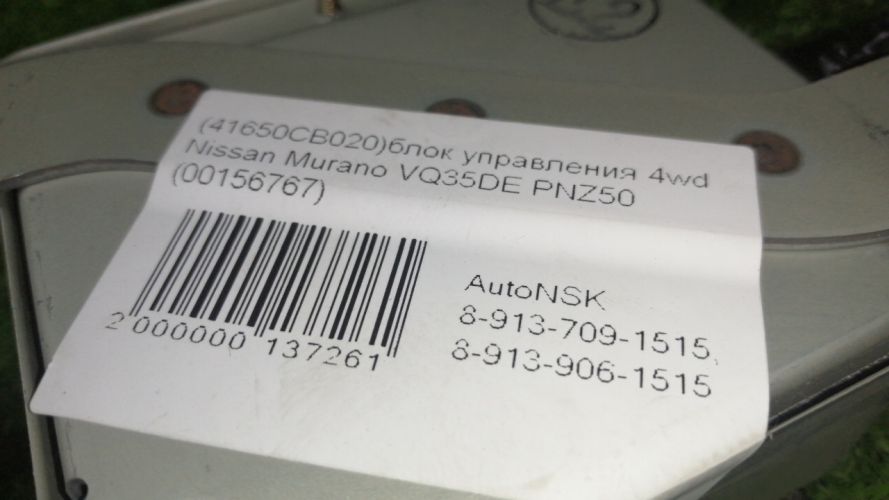 (41650CB020)блок управления 4wd
Nissan Murano VQ35DE PNZ50
(00156767)
2 000000 137261
AutoNSK
8-913-709-1515,
8-913-906-1515